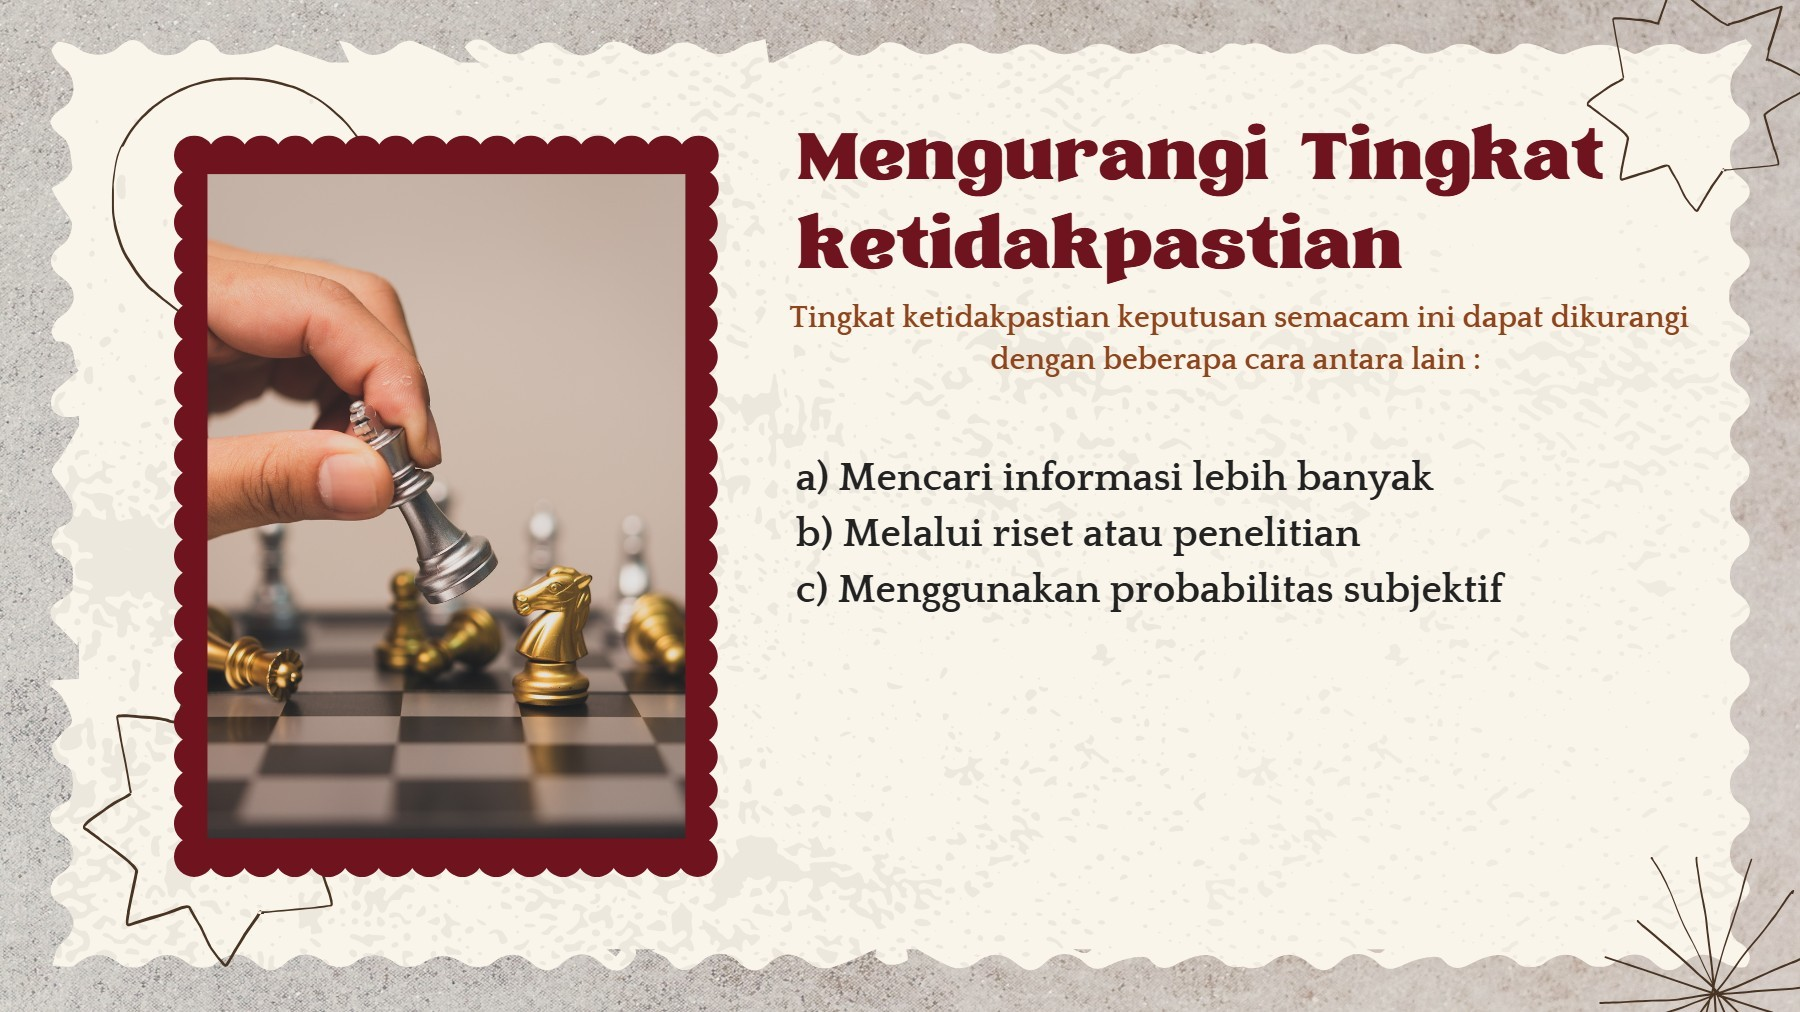 Mengurangi Tingkat
ketidakpastian
Tingkat ketidakpastian keputusan semacam ini dapat dikurangi
dengan beberapa cara antara lain :
a) Mencari informasi lebih banyak
b) Melalui riset atau penelitian
c) Menggunakan probabilitas subjektif